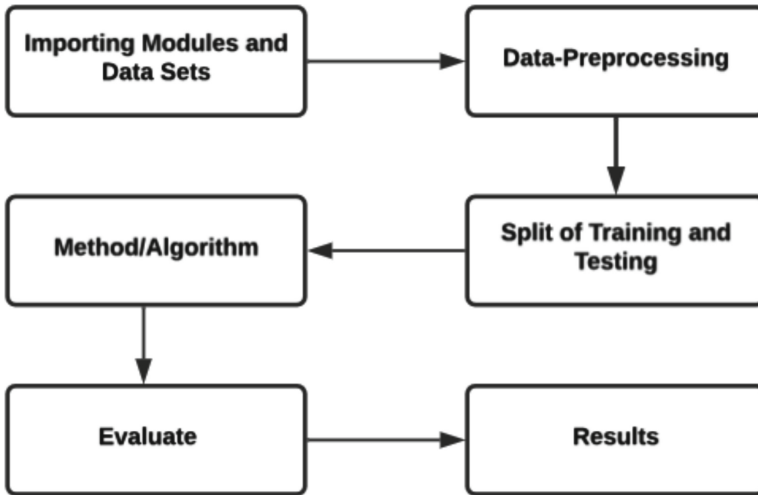 Importing Modules and
Data Sets
Data-Preprocessing
Split of Training and
Testing
Method/Algorithm
Evaluate
Results